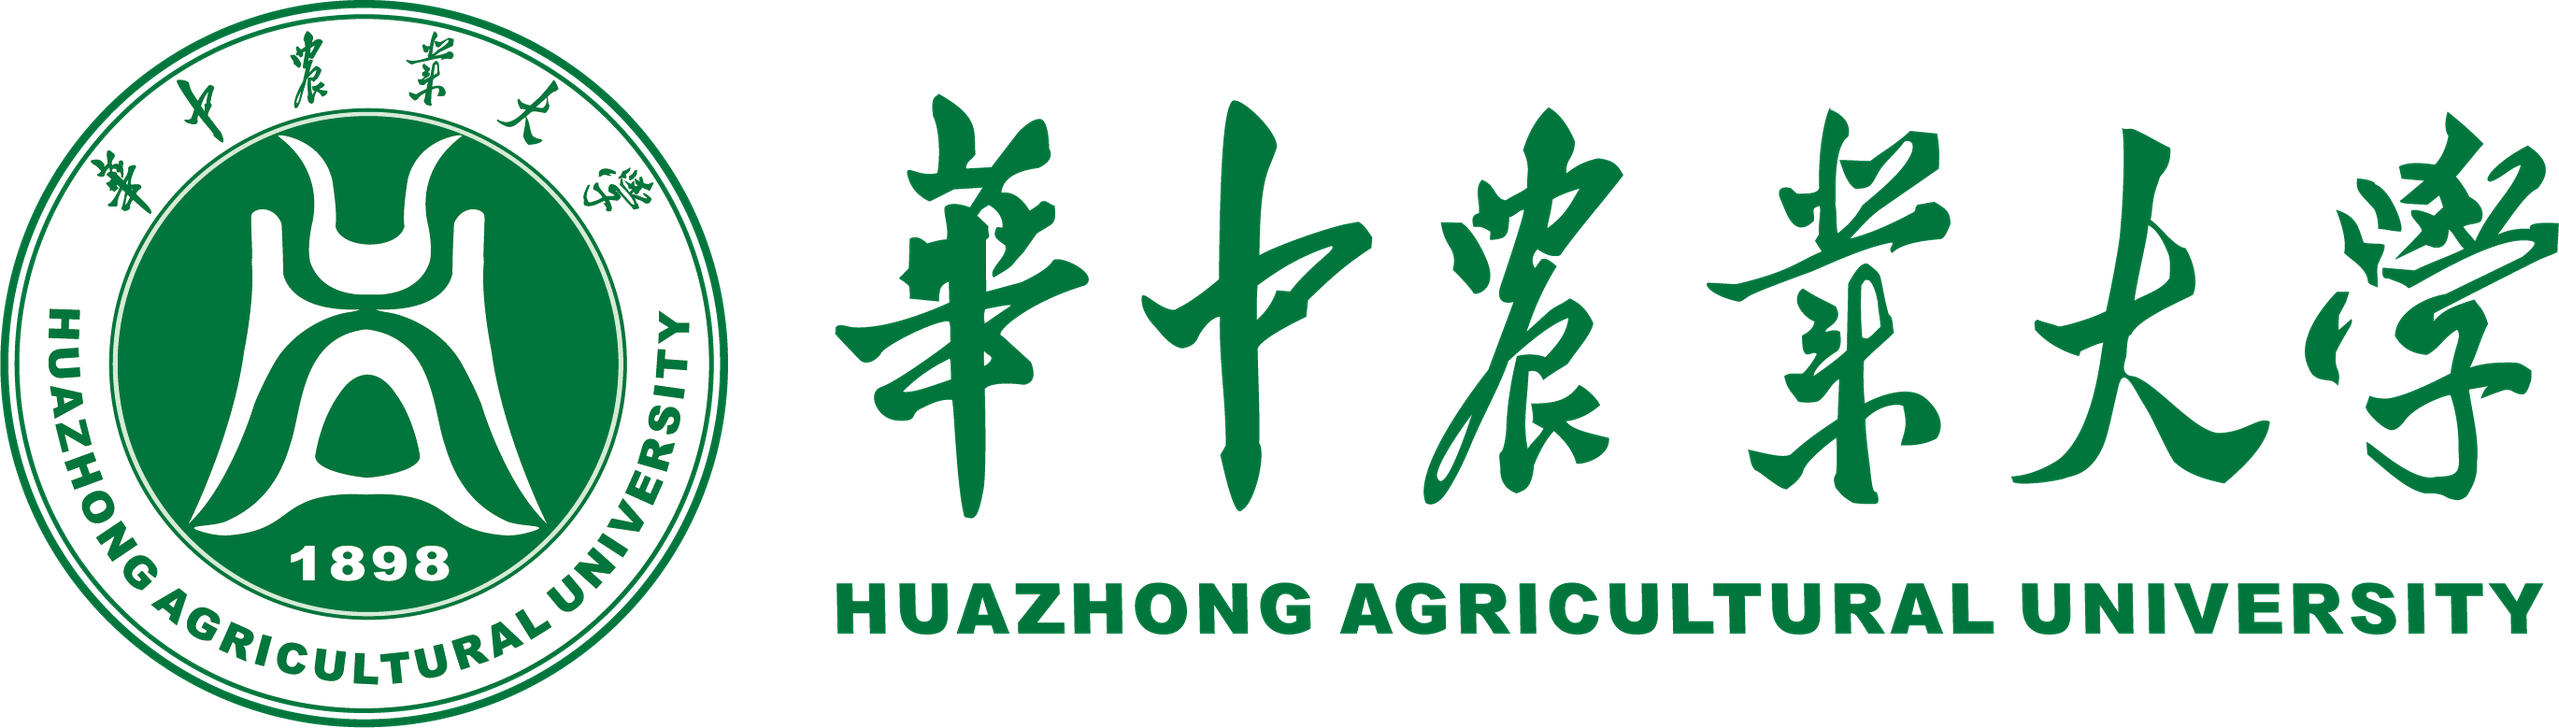 華中農業大學
HUAZHONG AGRICULTURAL UNIVERSITY
1898
華中農業大學
HUAZHONG AGRICULTURAL UNIVERSITY